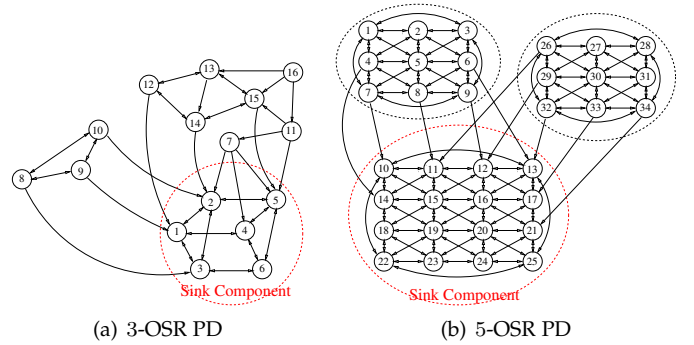 1 2 3
4 5 6
7 8 9
26 27 28
29 30 31
32 33 34
13 16
12 15
14 11
10 7
9
8
2 5
1 4
3 6
Sink Component
10 11 12 13
14 15 16 17
18 19 20 21
22 23 24 25
Sink Component
(a) 3-OSR PD
(b) 5-OSR PD